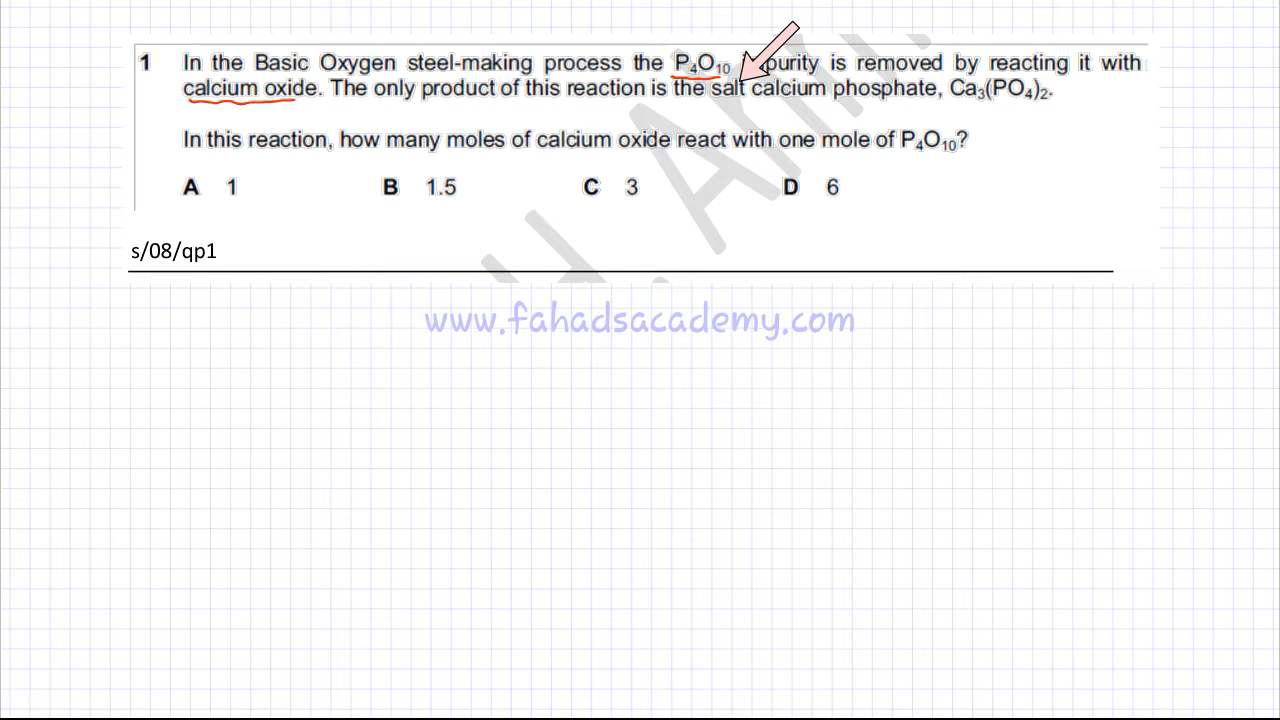 1 In the Basic Oxygen steel-making process the P₄O₁₀ impurity is removed by reacting it with
calcium oxide. The only product of this reaction is the salt calcium phosphate, Ca₃(PO₄)₂.
In this reaction, how many moles of calcium oxide react with one mole of P₄O₁₀?
A 1 B 1.5 C 3 D 6
s/08/qp1
www.fahadsacademy.com